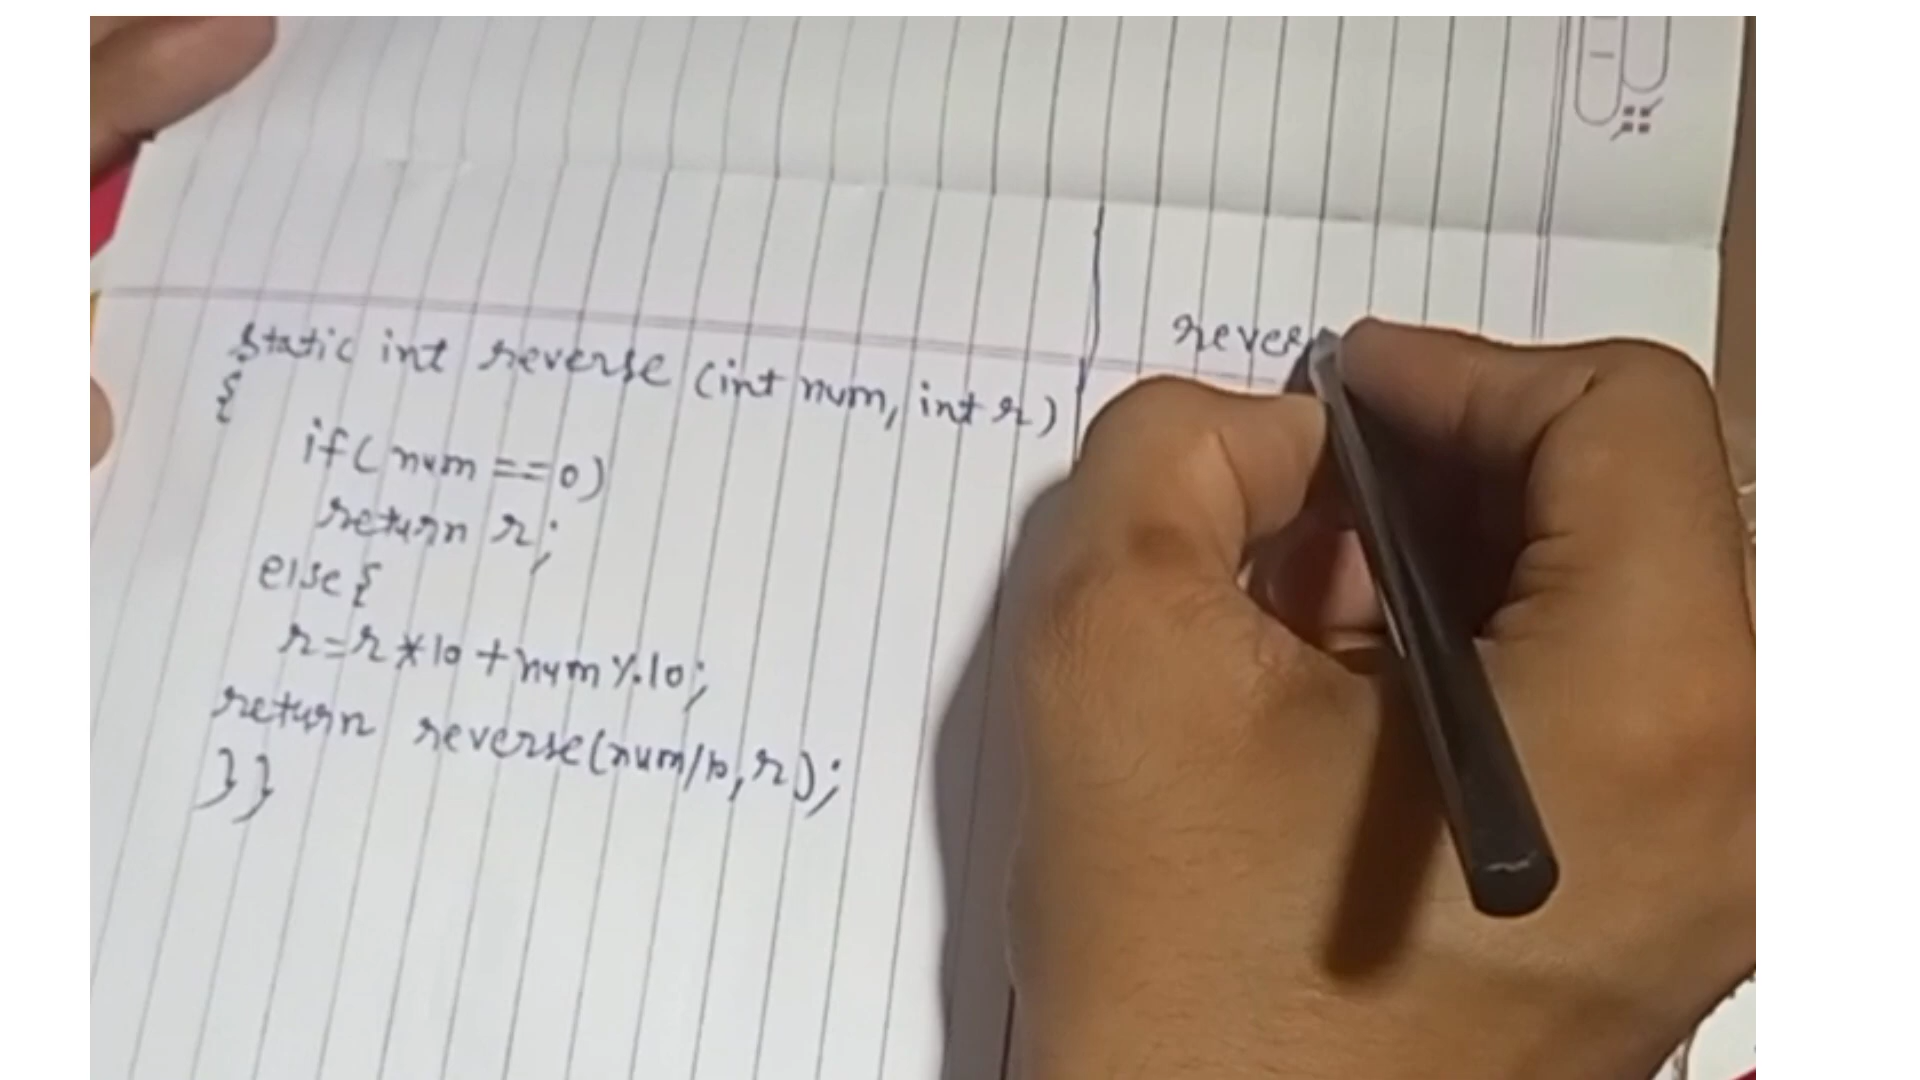 static int reverse (int num, int r)
{
if( num ==0)
return r;
else{
r=r*10 +num%10;
return reverse(num/10,r);
}}
rever